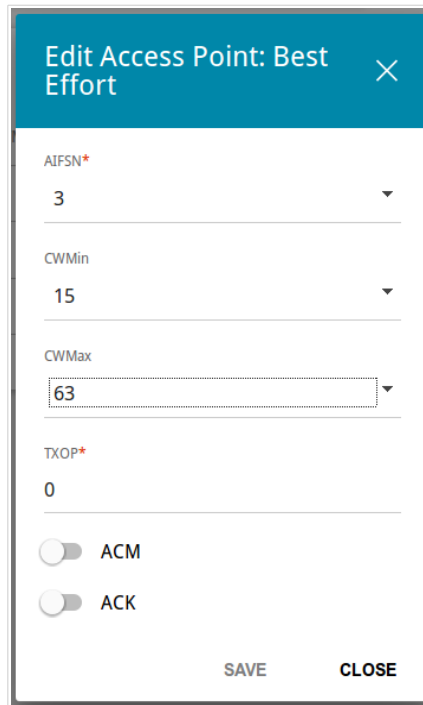 Edit Access Point: Best
Effort
AIFSN*
3
CWMin
15
CWMax
63
TXOP*
0
ACM
ACK
SAVE CLOSE